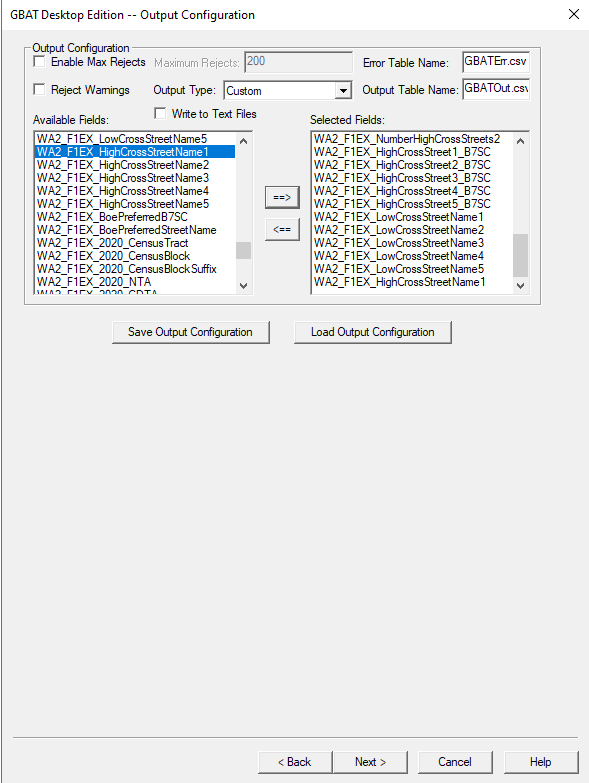 GBAT Desktop Edition -- Output Configuration
Output Configuration
Enable Max Rejects
Maximum Rejects:
200
Error Table Name:
GBATErr.csv
Reject Warnings
Output Type:
Custom
Output Table Name:
GBATOut.csv
Write to Text Files
Available Fields:
WA2_F1EX_LowCrossStreetName5
WA2_F1EX_HighCrossStreetName1
WA2_F1EX_HighCrossStreetName2
WA2_F1EX_HighCrossStreetName3
WA2_F1EX_HighCrossStreetName4
WA2_F1EX_HighCrossStreetName5
WA2_F1EX_BoePreferredB7SC
WA2_F1EX_BoePreferredStreetName
WA2_F1EX_2020_CensusTract
WA2_F1EX_2020_CensusBlock
WA2_F1EX_2020_CensusBlockSuffix
WA2_F1EX_2020_NTA
WA2_F1EX_2020_CDTA
==>
<==
Selected Fields:
WA2_F1EX_NumberHighCrossStreets2
WA2_F1EX_HighCrossStreet1_B7SC
WA2_F1EX_HighCrossStreet2_B7SC
WA2_F1EX_HighCrossStreet3_B7SC
WA2_F1EX_HighCrossStreet4_B7SC
WA2_F1EX_HighCrossStreet5_B7SC
WA2_F1EX_LowCrossStreetName1
WA2_F1EX_LowCrossStreetName2
WA2_F1EX_LowCrossStreetName3
WA2_F1EX_LowCrossStreetName4
WA2_F1EX_LowCrossStreetName5
WA2_F1EX_HighCrossStreetName1
Save Output Configuration
Load Output Configuration
< Back
Next >
Cancel
Help